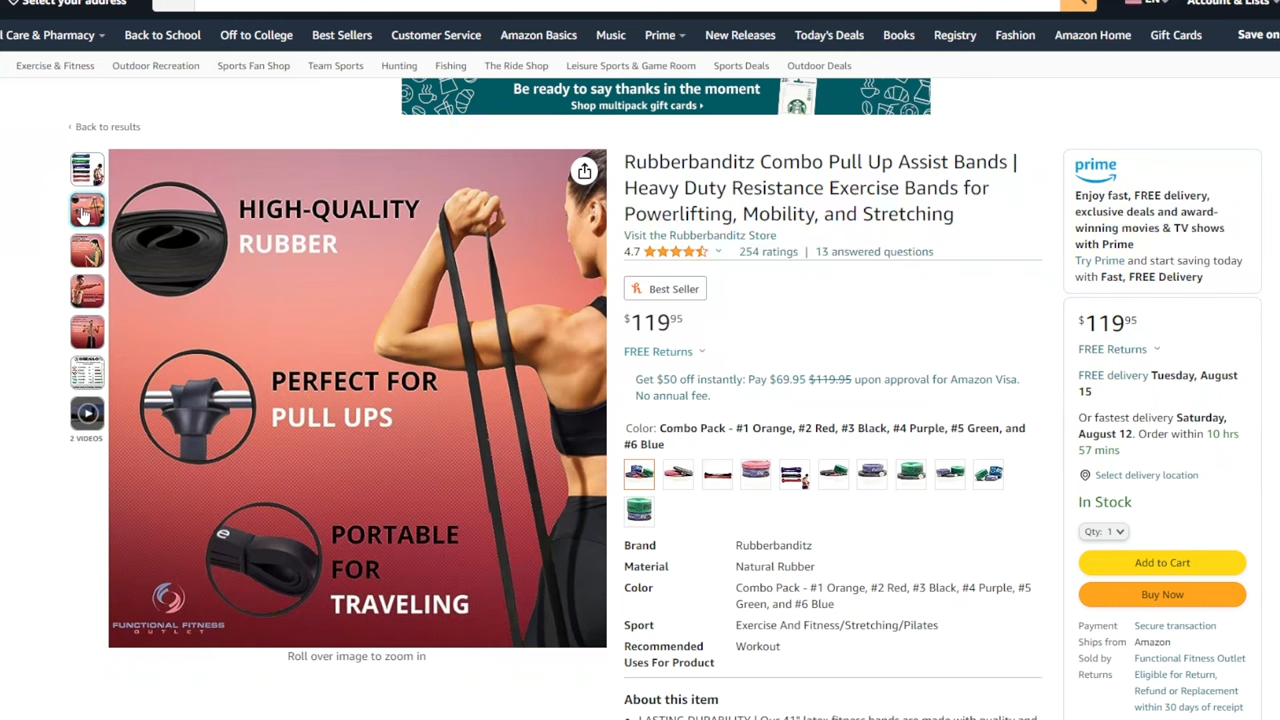 Select your address
EN
Account & Lists
l Care & Pharmacy
Back to School
Off to College
Best Sellers
Customer Service
Amazon Basics
Music
Prime
New Releases
Today's Deals
Books
Registry
Fashion
Amazon Home
Gift Cards
Save on
Exercise & Fitness
Outdoor Recreation
Sports Fan Shop
Team Sports
Hunting
Fishing
The Ride Shop
Leisure Sports & Game Room
Sports Deals
Outdoor Deals
Be ready to say thanks in the moment
Shop multipack gift cards ›
‹ Back to results
2 VIDEOS
HIGH-QUALITY
RUBBER
PERFECT FOR
PULL UPS
PORTABLE
FOR
TRAVELING
FUNCTIONAL FITNESS
OUTLET
Roll over image to zoom in
Rubberbanditz Combo Pull Up Assist Bands |
Heavy Duty Resistance Exercise Bands for
Powerlifting, Mobility, and Stretching
Visit the Rubberbanditz Store
4.7
254 ratings | 13 answered questions
Best Seller
$11995
FREE Returns
Get $50 off instantly: Pay $69.95 $119.95 upon approval for Amazon Visa.
No annual fee.
Color: Combo Pack - #1 Orange, #2 Red, #3 Black, #4 Purple, #5 Green, and
#6 Blue
Brand Rubberbanditz
Material Natural Rubber
Color Combo Pack - #1 Orange, #2 Red, #3 Black, #4 Purple, #5
Green, and #6 Blue
Sport Exercise And Fitness/Stretching/Pilates
Recommended Workout
Uses For Product
About this item
prime
Enjoy fast, FREE delivery,
exclusive deals and award-
winning movies & TV shows
with Prime
Try Prime and start saving today
with Fast, FREE Delivery
$11995
FREE Returns
FREE delivery Tuesday, August
15
Or fastest delivery Saturday,
August 12. Order within 10 hrs
57 mins
Select delivery location
In Stock
Qty: 1
Add to Cart
Buy Now
Payment Secure transaction
Ships from Amazon
Sold by Functional Fitness Outlet
Returns Eligible for Return,
Refund or Replacement
within 30 days of receipt